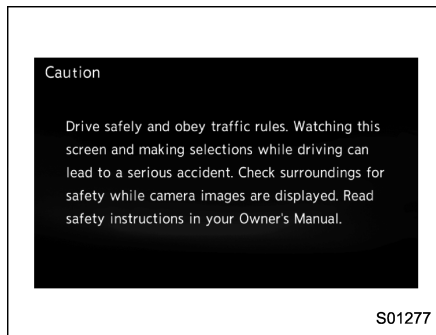 Caution
Drive safely and obey traffic rules. Watching this
screen and making selections while driving can
lead to a serious accident. Check surroundings for
safety while camera images are displayed. Read
safety instructions in your Owner's Manual.
S01277